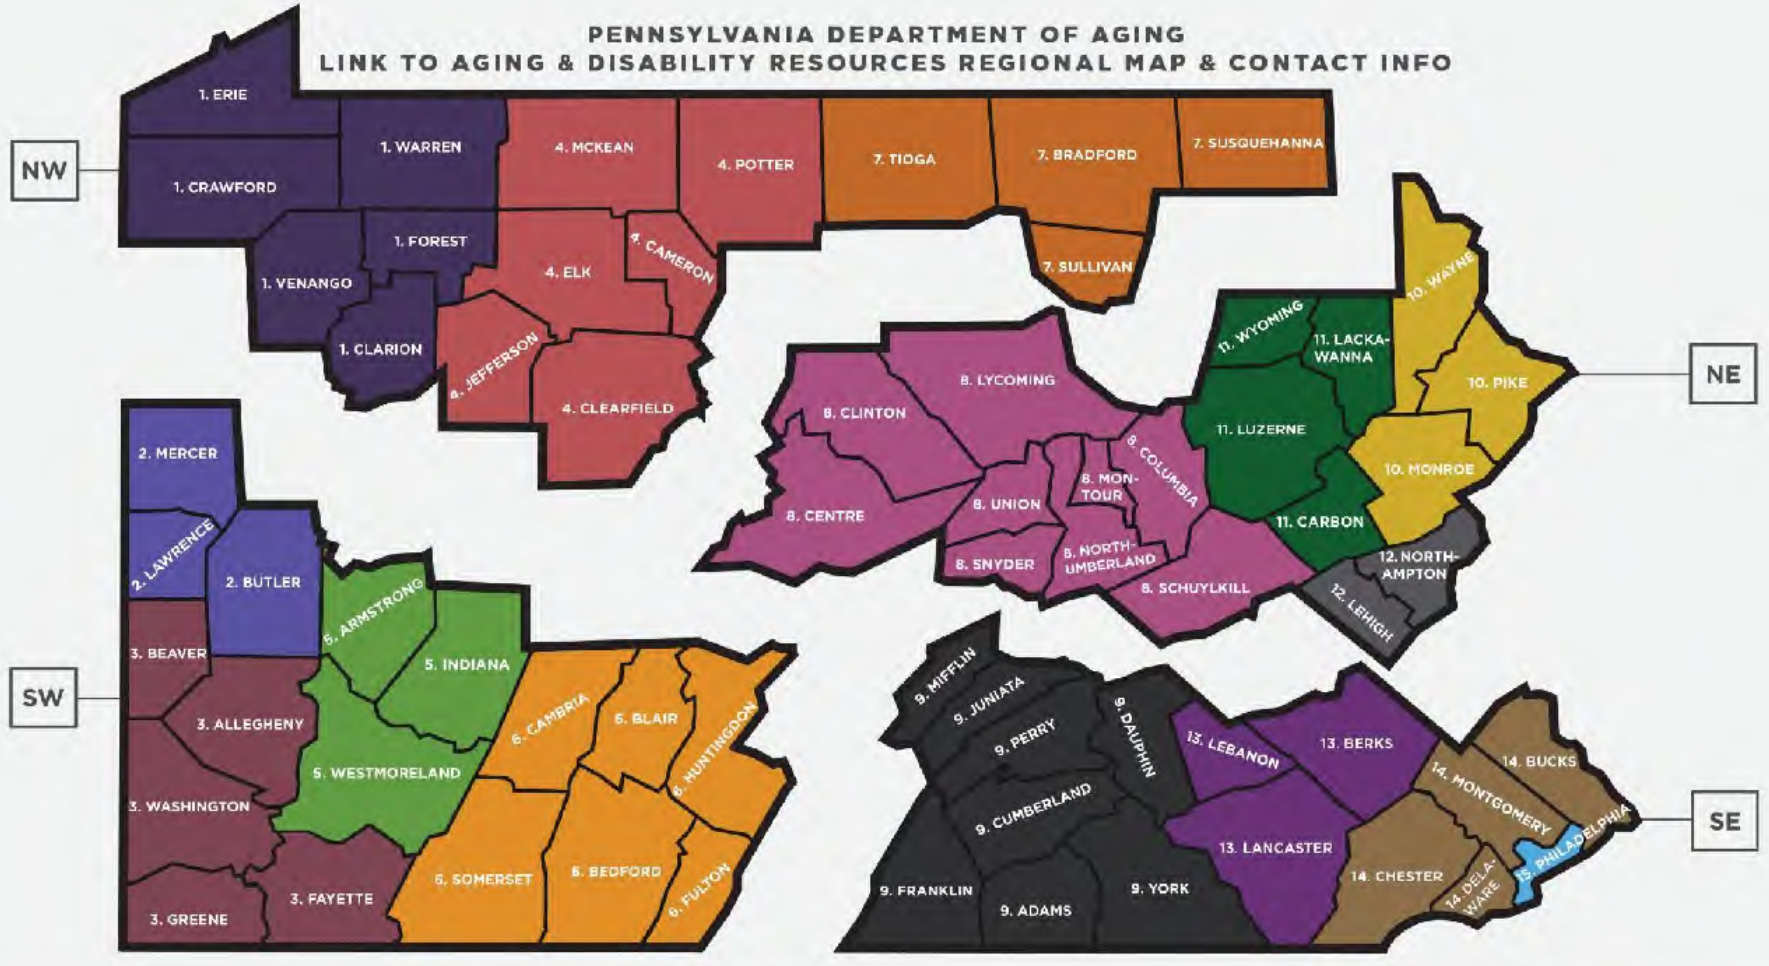 PENNSYLVANIA DEPARTMENT OF AGING
LINK TO AGING & DISABILITY RESOURCES REGIONAL MAP & CONTACT INFO
NW
1. ERIE
1. CRAWFORD
1. WARREN
1. FOREST
1. VENANGO
1. CLARION
4. MCKEAN
4. POTTER
4. ELK
4. CAMERON
4. JEFFERSON
4. CLEARFIELD
7. TIOGA
7. BRADFORD
7. SUSQUEHANNA
7. SULLIVAN
NE
8. LYCOMING
8. CLINTON
8. CENTRE
8. UNION
8. SNYDER
8. MON-
TOUR
8. COLUMBIA
8. NORTH-
UMBERLAND
8. SCHUYLKILL
11. WYOMING
11. LACKA-
WANNA
11. LUZERNE
11. CARBON
10. WAYNE
10. PIKE
10. MONROE
12. NORTH-
AMPTON
12. LEHIGH
SW
2. MERCER
2. LAWRENCE
2. BUTLER
3. BEAVER
3. ALLEGHENY
3. WASHINGTON
3. GREENE
3. FAYETTE
5. ARMSTRONG
5. INDIANA
5. WESTMORELAND
6. CAMBRIA
6. BLAIR
6. HUNTINGDON
6. SOMERSET
6. BEDFORD
6. FULTON
SE
9. MIFFLIN
9. JUNIATA
9. PERRY
9. DAUPHIN
9. CUMBERLAND
9. FRANKLIN
9. ADAMS
9. YORK
13. LEBANON
13. BERKS
13. LANCASTER
14. BUCKS
14. MONTGOMERY
14. CHESTER
14. DELA-
WARE
15. PHILADELPHIA